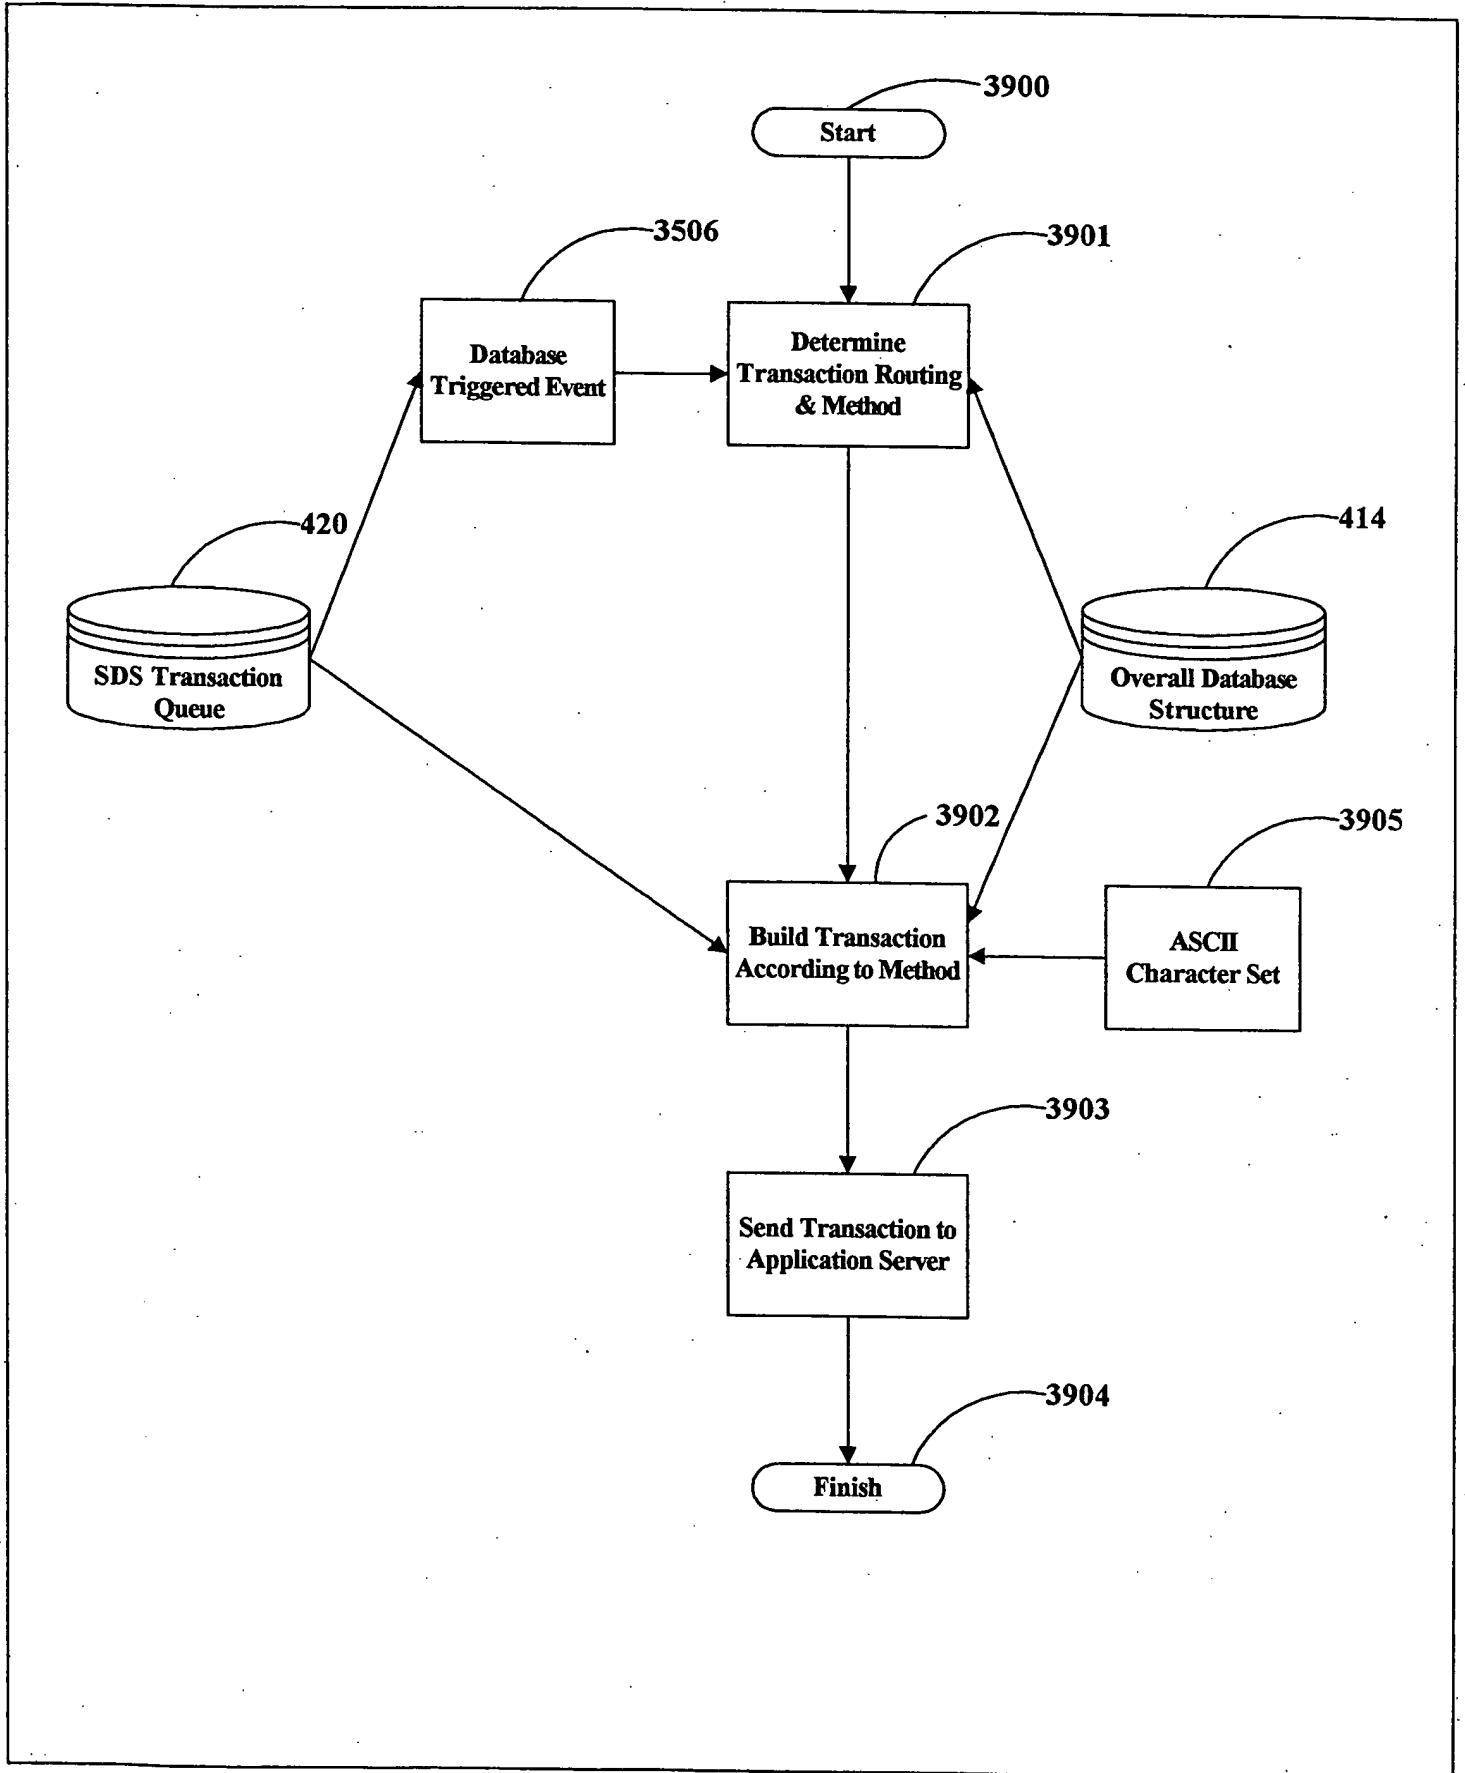 3900
Start
3506
3901
Database
Triggered Event
Determine
Transaction Routing
& Method
420
414
SDS Transaction
Queue
Overall Database
Structure
3902
3905
Build Transaction
According to Method
ASCII
Character Set
3903
Send Transaction to
Application Server
3904
Finish